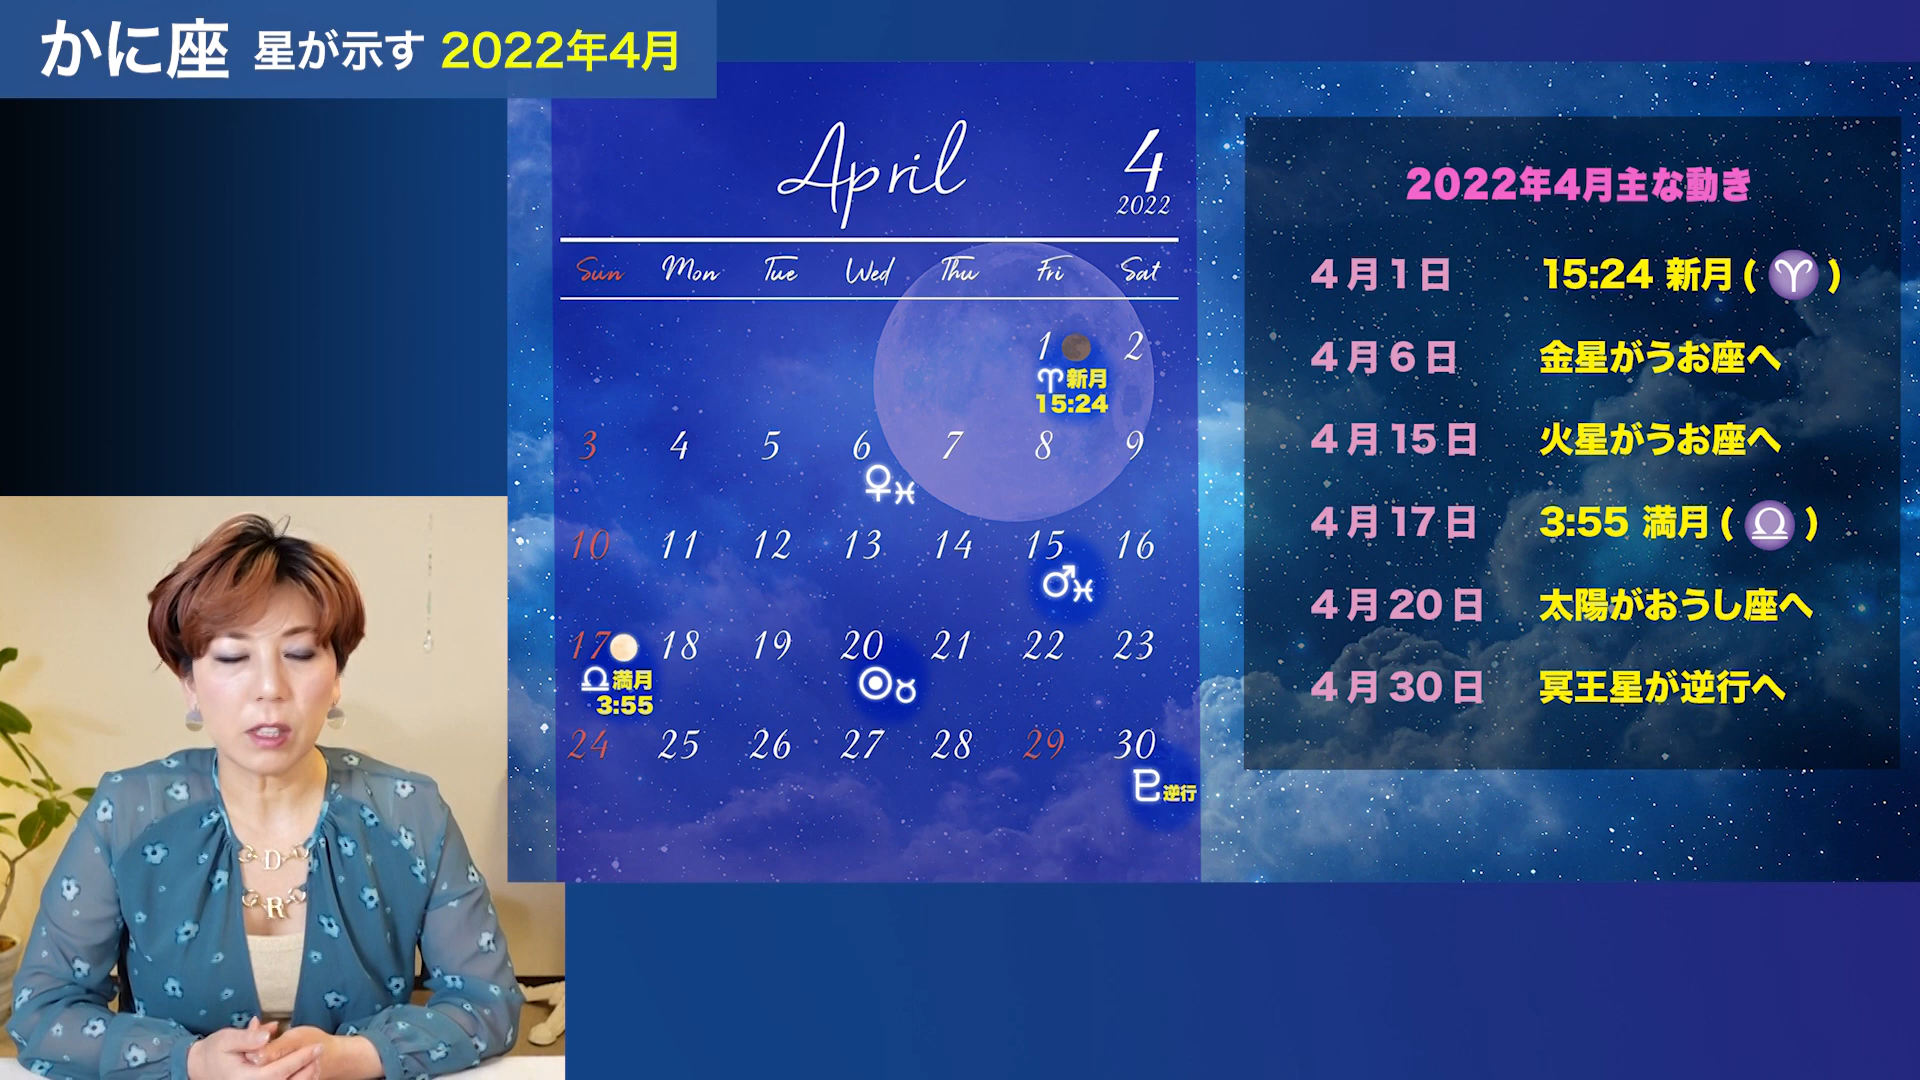 かに座 星が示す 2022年4月
April 4
2022
Sun Mon Tue Wed Thu Fri Sat
1 2
♈新月
15:24
3 4 5 6 7 8 9
♀♓
10 11 12 13 14 15 16
♂♓
17 18 19 20 21 22 23
♎満月
3:55
☉♉
24 25 26 27 28 29 30
♇逆行
2022年4月主な動き
4月1日 15:24 新月(♈)
4月6日 金星がうお座へ
4月15日 火星がうお座へ
4月17日 3:55 満月(♎)
4月20日 太陽がおうし座へ
4月30日 冥王星が逆行へ
D
R